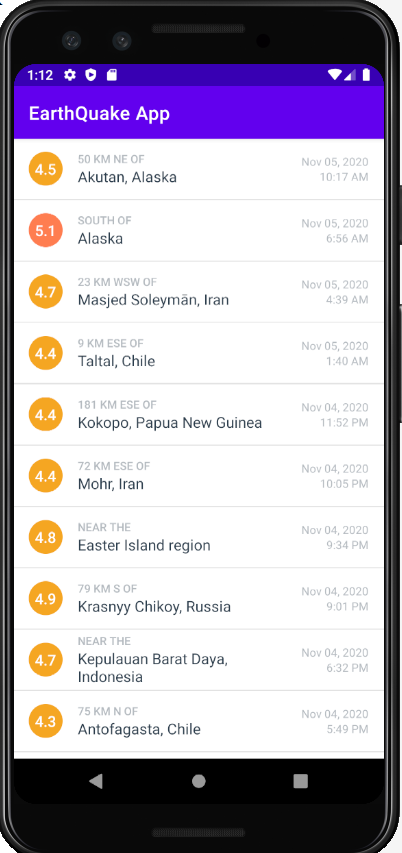 1:12
EarthQuake App
4.5
50 KM NE OF
Akutan, Alaska
Nov 05, 2020
10:17 AM
5.1
SOUTH OF
Alaska
Nov 05, 2020
6:56 AM
4.7
23 KM WSW OF
Masjed Soleymān, Iran
Nov 05, 2020
4:39 AM
4.4
9 KM ESE OF
Taltal, Chile
Nov 05, 2020
1:40 AM
4.4
181 KM ESE OF
Kokopo, Papua New Guinea
Nov 04, 2020
11:52 PM
4.4
72 KM ESE OF
Mohr, Iran
Nov 04, 2020
10:05 PM
4.8
NEAR THE
Easter Island region
Nov 04, 2020
9:34 PM
4.9
79 KM S OF
Krasnyy Chikoy, Russia
Nov 04, 2020
9:01 PM
4.7
NEAR THE
Kepulauan Barat Daya,
Indonesia
Nov 04, 2020
6:32 PM
4.3
75 KM N OF
Antofagasta, Chile
Nov 04, 2020
5:49 PM